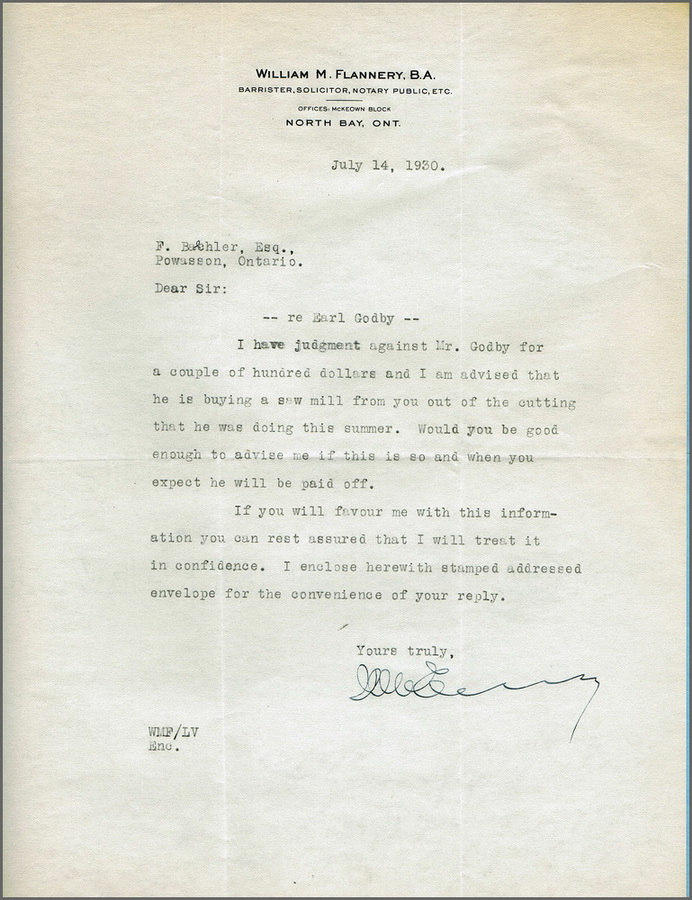 WILLIAM M. FLANNERY, B.A.
BARRISTER, SOLICITOR, NOTARY PUBLIC, ETC.
OFFICES: MCKEOWN BLOCK
NORTH BAY, ONT.
July 14, 1930.
F. Baehler, Esq.,
Powasson, Ontario.
Dear Sir:
-- re Earl Godby --
I have judgment against Mr. Godby for
a couple of hundred dollars and I am advised that
he is buying a saw mill from you out of the cutting
that he was doing this summer. Would you be good
enough to advise me if this is so and when you
expect he will be paid off.
If you will favour me with this inform-
ation you can rest assured that I will treat it
in confidence. I enclose herewith stamped addressed
envelope for the convenience of your reply.
Yours truly,
WMF/LV
Enc.